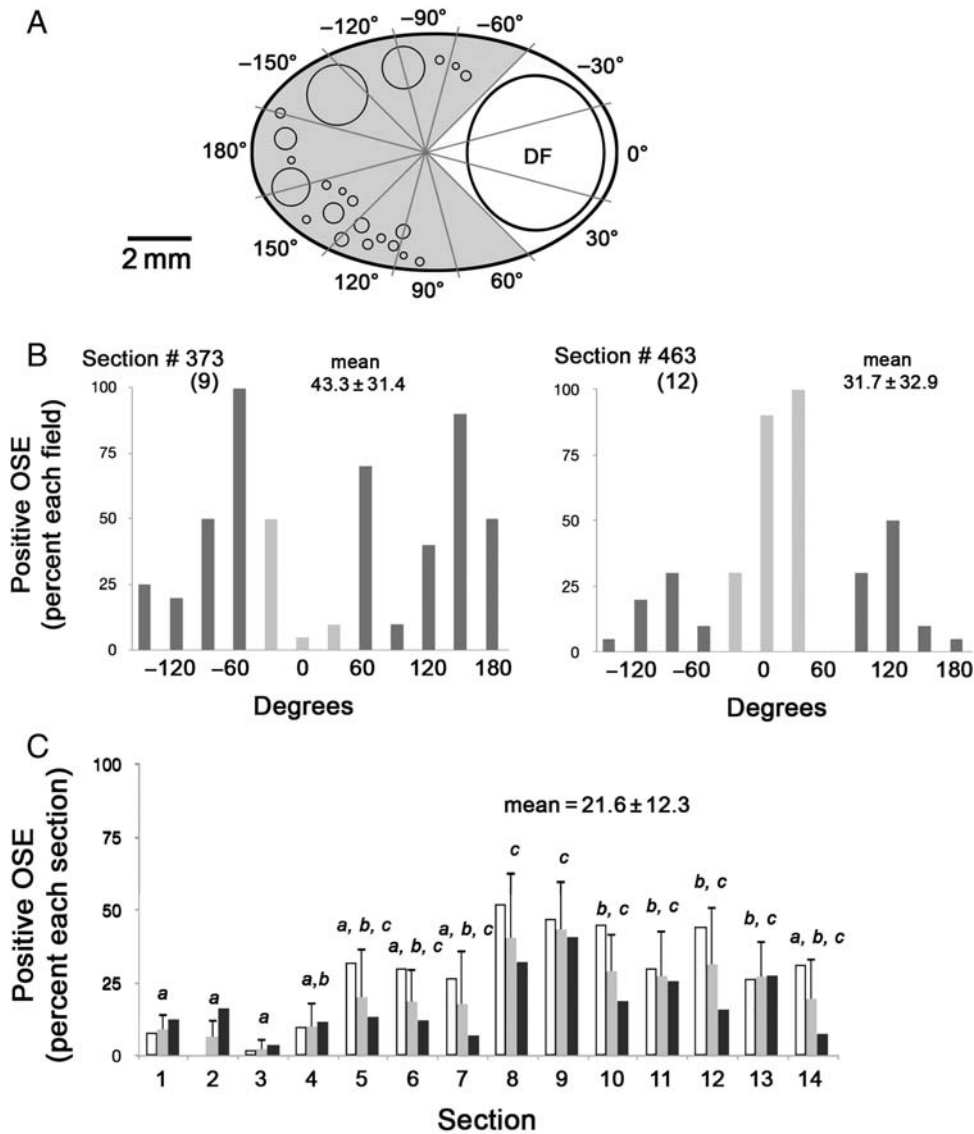 A
−120° −90° −60°
−150° −30°
180° DF 0°
2 mm
150° 30°
120° 90° 60°
B
Section # 373
(9)
mean
43.3 ± 31.4
Section # 463
(12)
mean
31.7 ± 32.9
Positive OSE
(percent each field)
100
75
50
25
0
−120 −60 0 60 120 180
Degrees
100
75
50
25
0
−120 −60 0 60 120 180
Degrees
C
Positive OSE
(percent each section)
100
75
50
25
0
mean = 21.6 ± 12.3
a a a a,b a, b, c a, b, c a, b, c c c b, c b, c b, c b, c a, b, c
1 2 3 4 5 6 7 8 9 10 11 12 13 14
Section